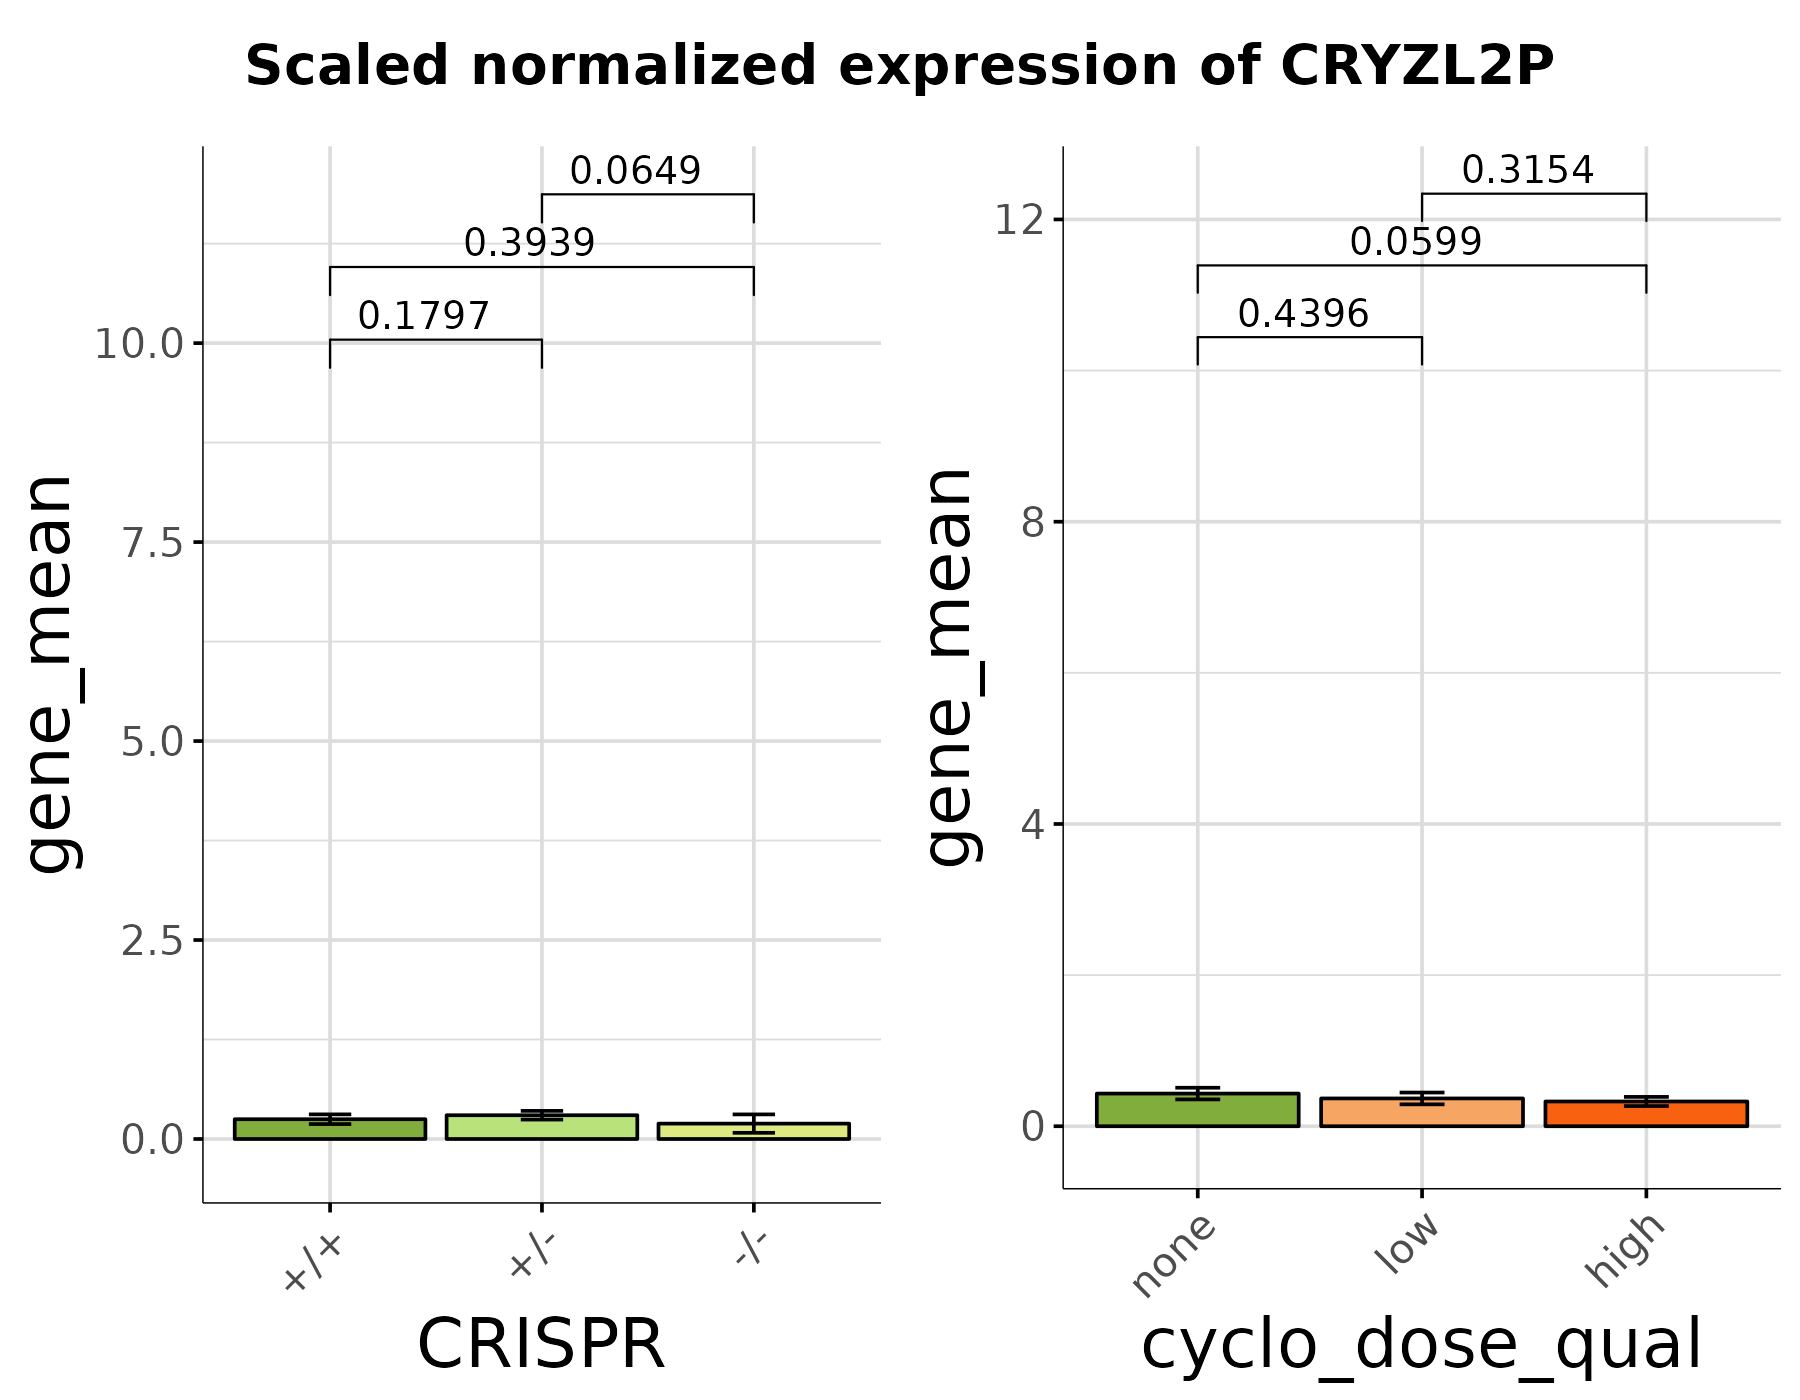 Scaled normalized expression of CRYZL2P
gene_mean
10.0
7.5
5.0
2.5
0.0
0.0649
0.3939
0.1797
+/+
+/-
-/-
CRISPR
gene_mean
12
8
4
0
0.3154
0.0599
0.4396
none
low
high
cyclo_dose_qual